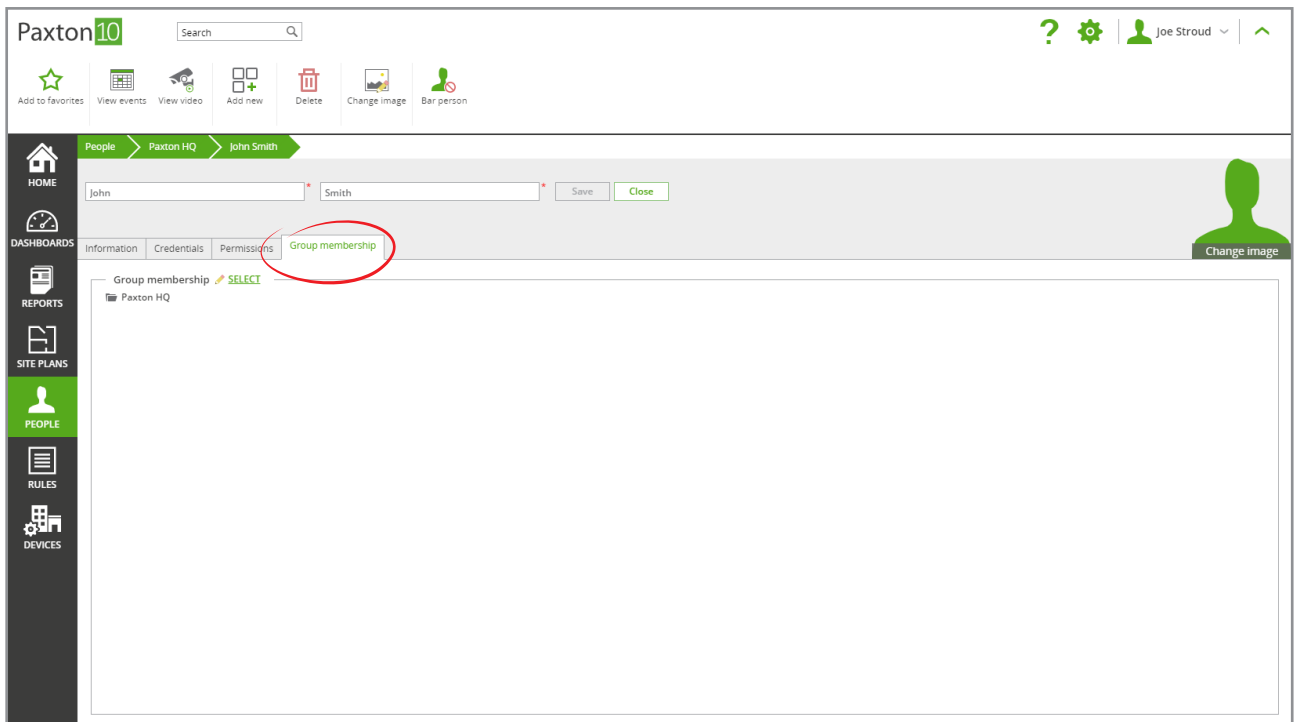 Paxton10
Search
Joe Stroud
Add to favorites
View events
View video
Add new
Delete
Change image
Bar person
People
Paxton HQ
John Smith
HOME
John *
Smith *
Save
Close
DASHBOARDS
Information
Credentials
Permissions
Group membership
Change image
Group membership SELECT
Paxton HQ
REPORTS
SITE PLANS
PEOPLE
RULES
DEVICES